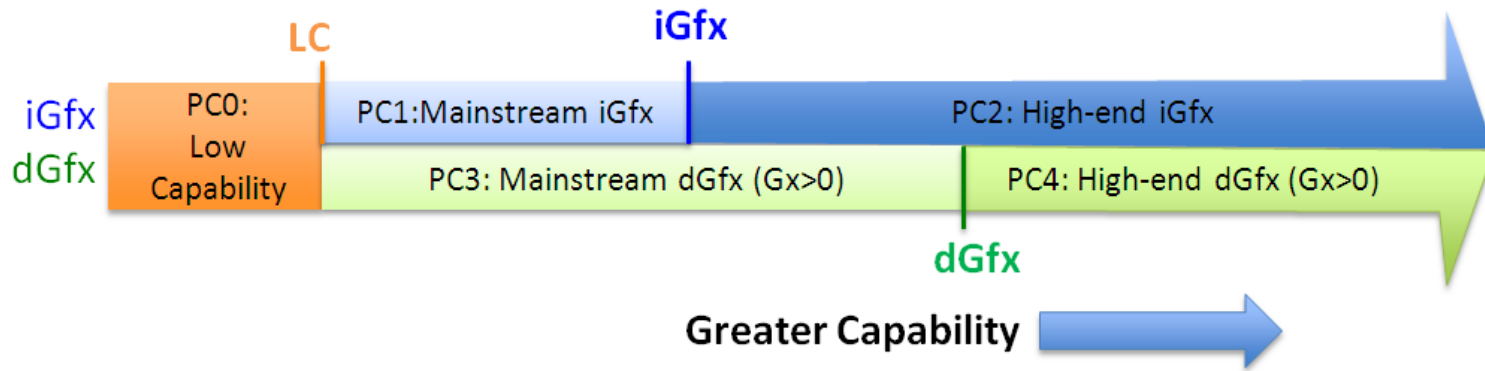 LC
iGfx
iGfx
dGfx
PC0:
Low
Capability
PC1:Mainstream iGfx
PC2: High-end iGfx
PC3: Mainstream dGfx (Gx>0)
PC4: High-end dGfx (Gx>0)
dGfx
Greater Capability